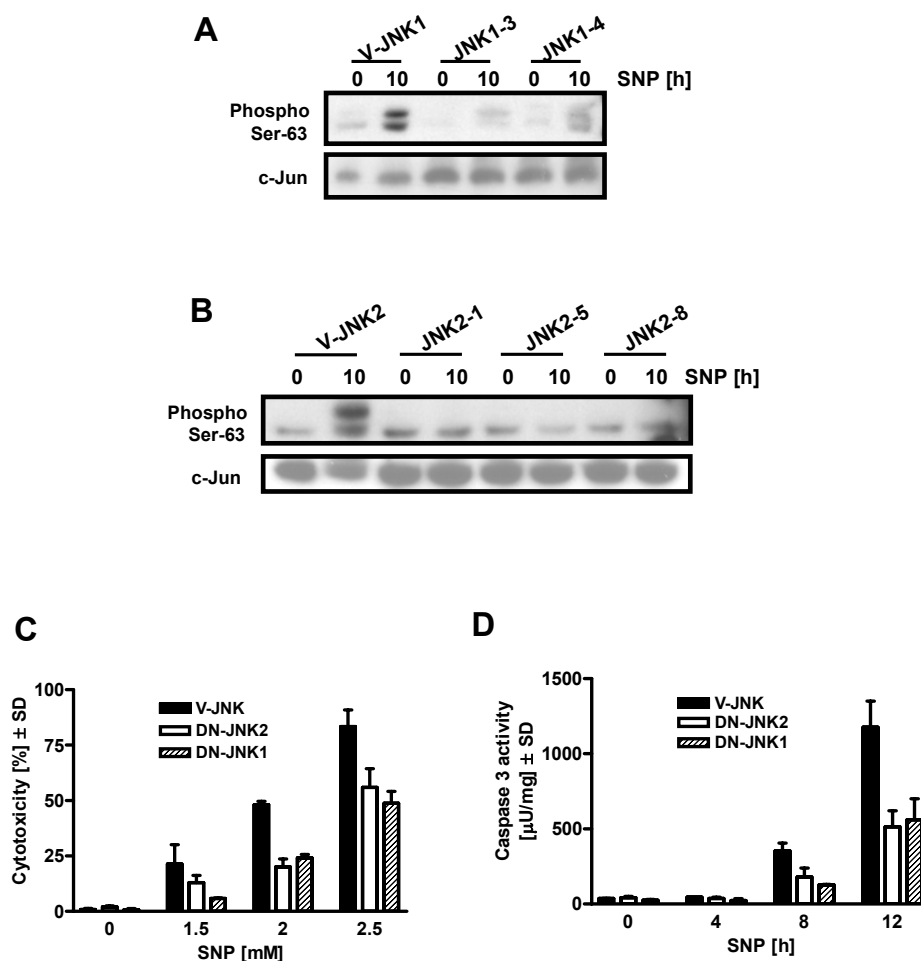 A
V-JNK1 JNK1-3 JNK1-4
0 10 0 10 0 10 SNP [h]
Phospho
Ser-63
c-Jun
B
V-JNK2 JNK2-1 JNK2-5 JNK2-8
0 10 0 10 0 10 0 10 SNP [h]
Phospho
Ser-63
c-Jun
C
Cytotoxicity [%] ± SD
100
75
50
25
0
V-JNK
DN-JNK2
DN-JNK1
0 1.5 2 2.5
SNP [mM]
D
Caspase 3 activity
[µU/mg] ± SD
1500
1000
500
0
V-JNK
DN-JNK2
DN-JNK1
0 4 8 12
SNP [h]